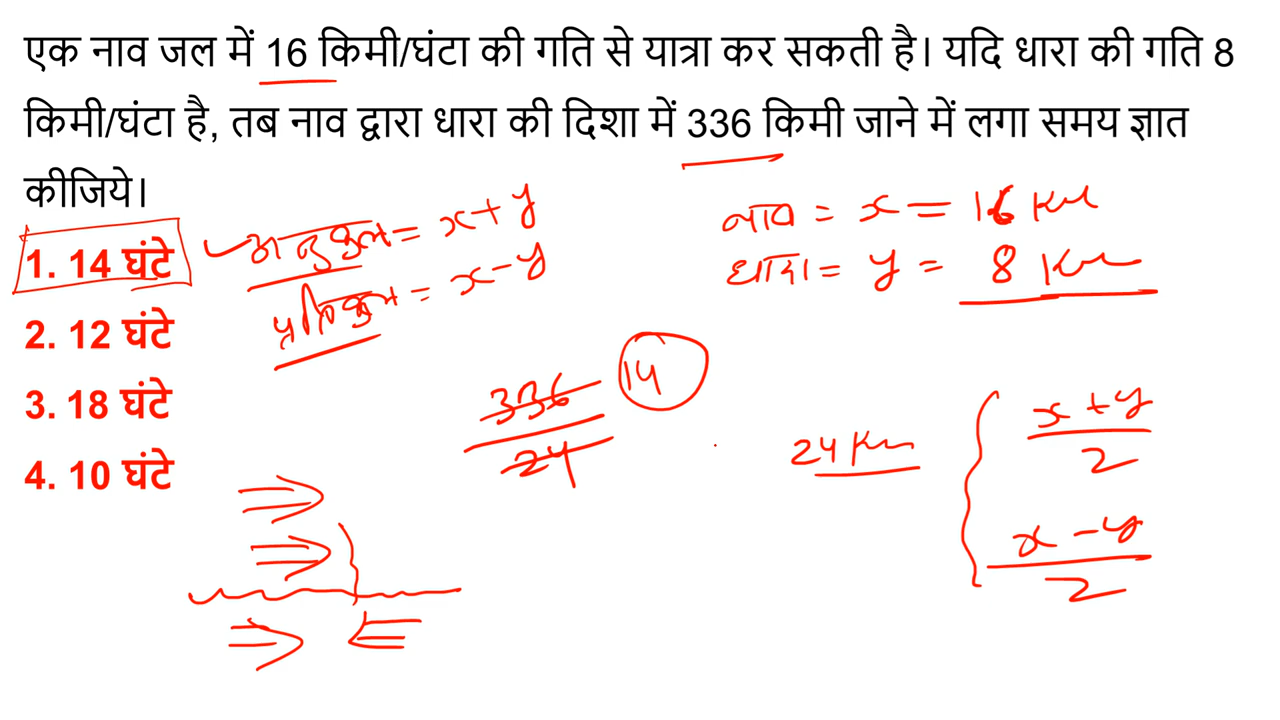 एक नाव जल में 16 किमी/घंटा की गति से यात्रा कर सकती है। यदि धारा की गति 8
किमी/घंटा है, तब नाव द्वारा धारा की दिशा में 336 किमी जाने में लगा समय ज्ञात
कीजिये।
1. 14 घंटे
2. 12 घंटे
3. 18 घंटे
4. 10 घंटे
अनुकुल = x + y
प्रतिकुल = x - y
नाव = x = 16 Km
धारा = y = 8 Km
336
24
14
24 Km
x + y
2
x - y
2